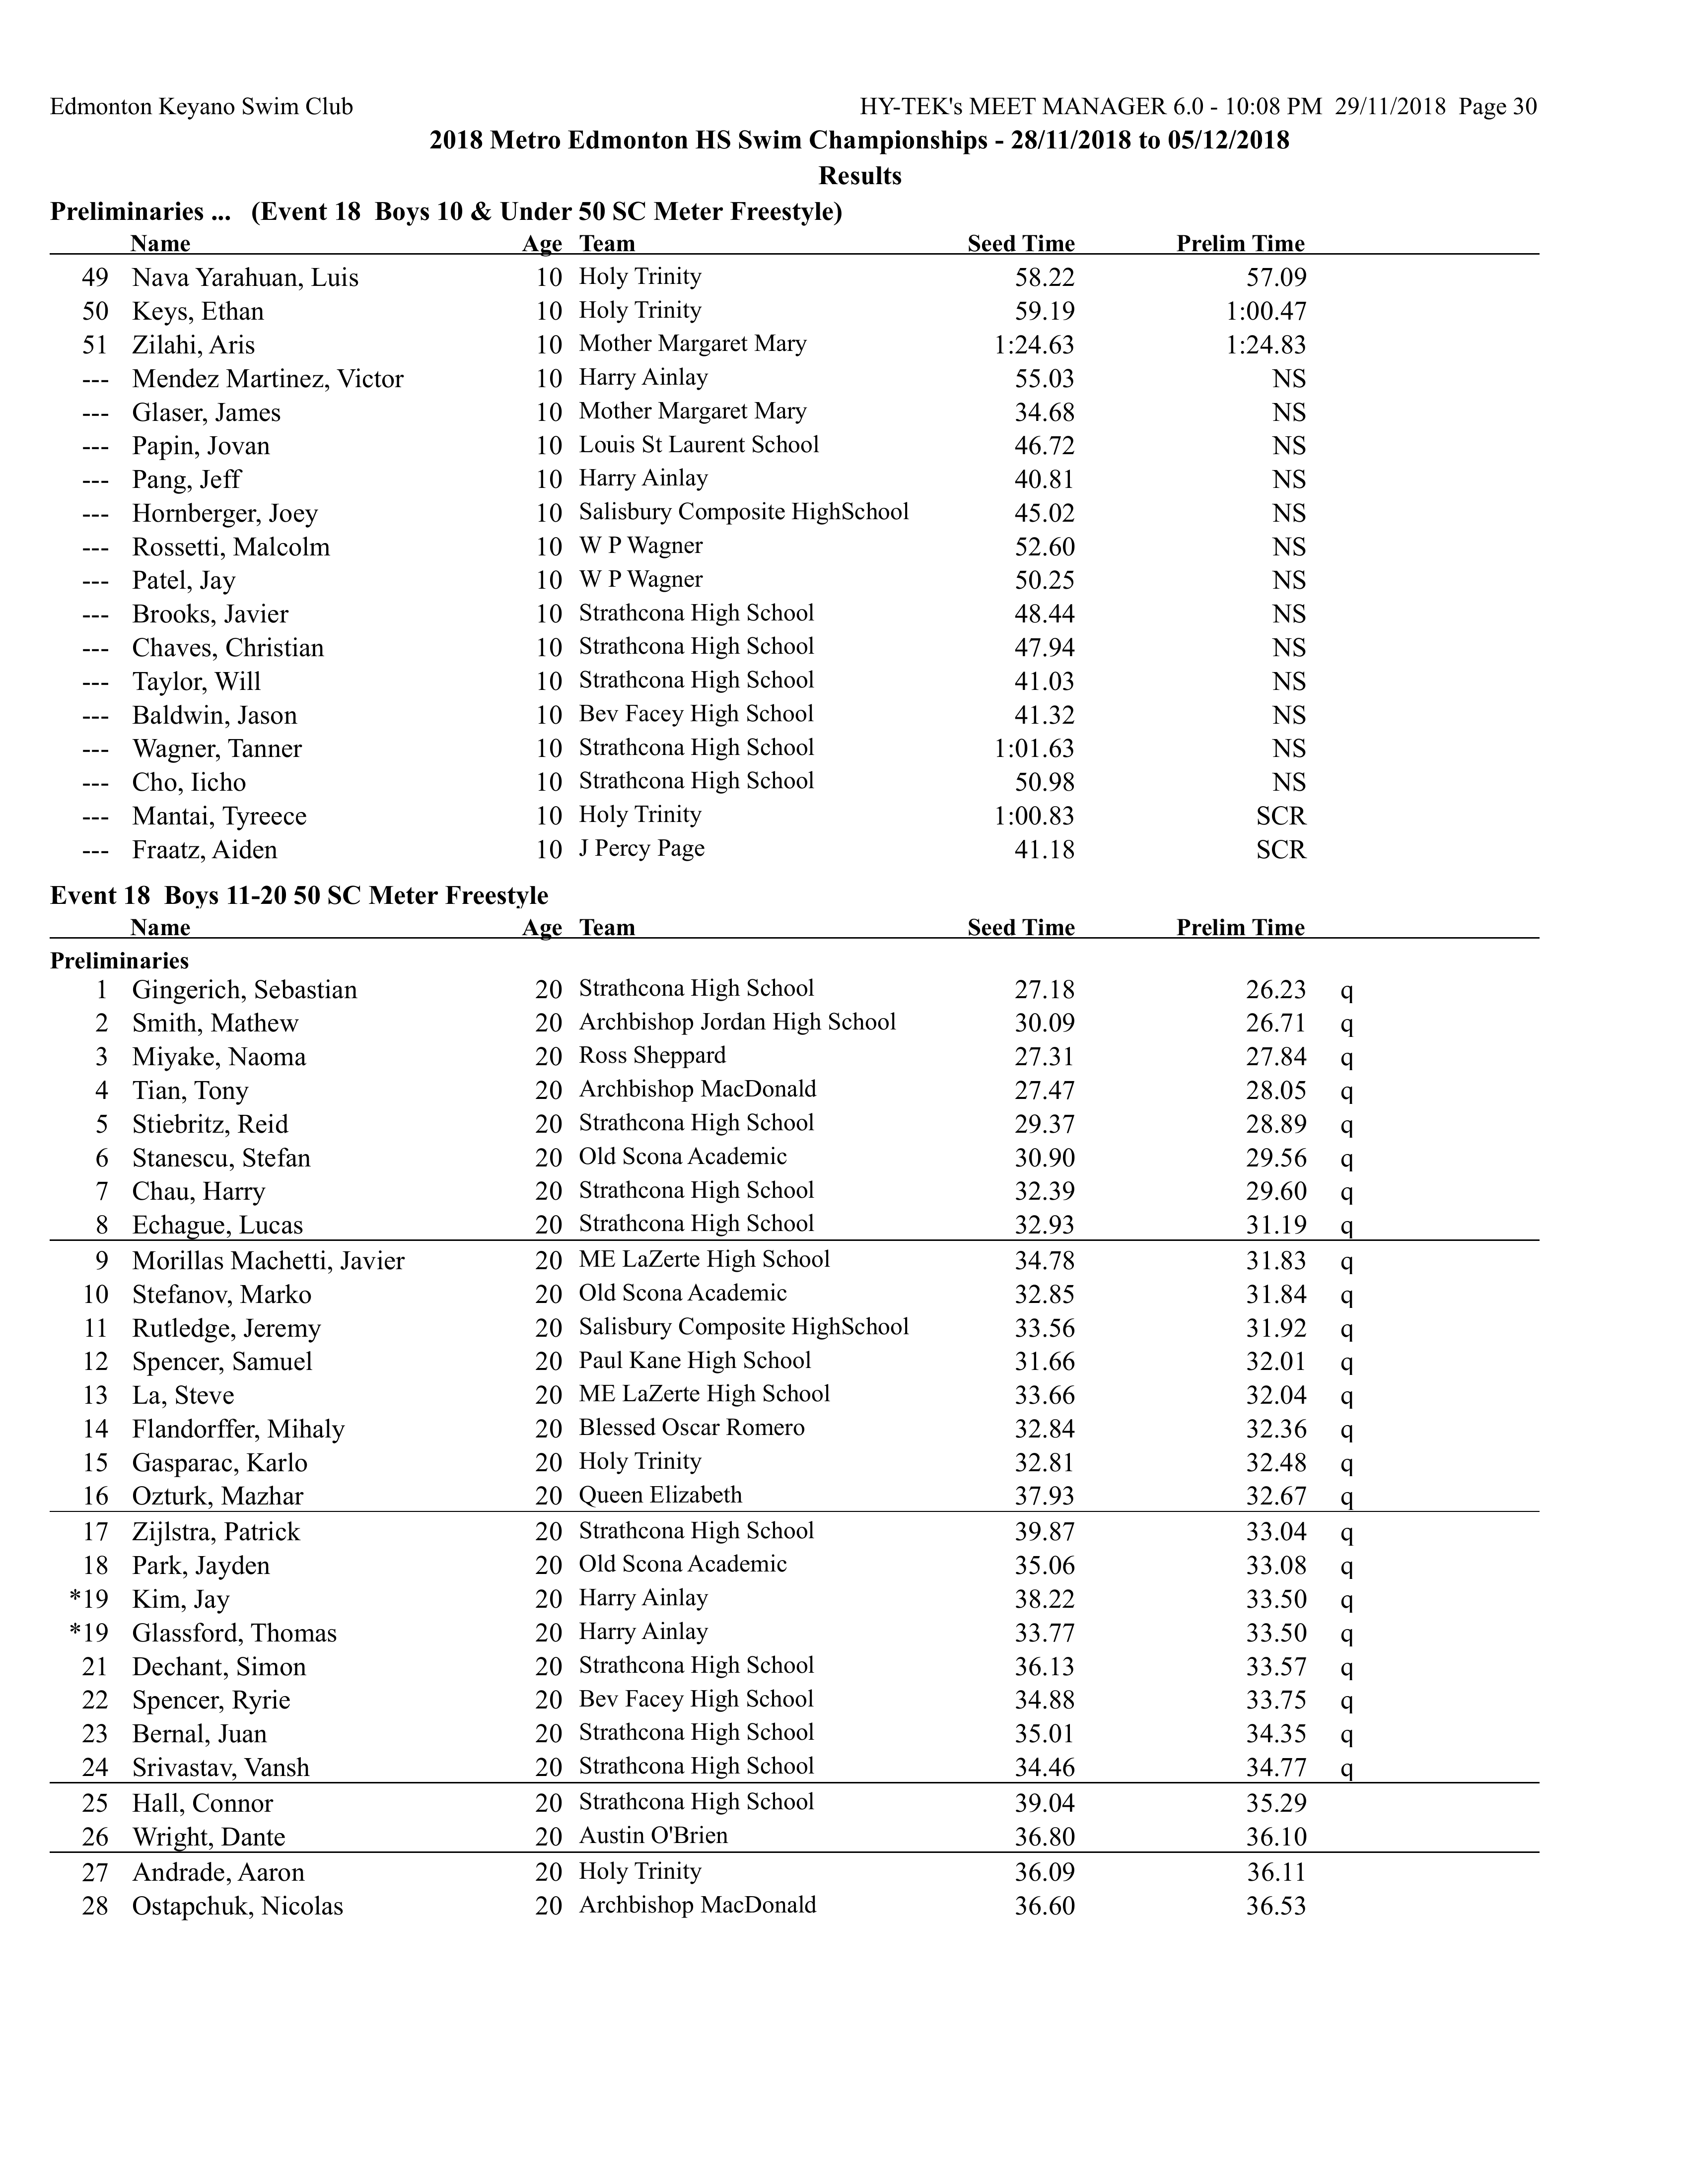 Edmonton Keyano Swim Club HY-TEK's MEET MANAGER 6.0 - 10:08 PM 29/11/2018 Page 30
2018 Metro Edmonton HS Swim Championships - 28/11/2018 to 05/12/2018
Results
Preliminaries ... (Event 18 Boys 10 & Under 50 SC Meter Freestyle)
Name Age Team Seed Time Prelim Time
49 Nava Yarahuan, Luis 10 Holy Trinity 58.22 57.09
50 Keys, Ethan 10 Holy Trinity 59.19 1:00.47
51 Zilahi, Aris 10 Mother Margaret Mary 1:24.63 1:24.83
--- Mendez Martinez, Victor 10 Harry Ainlay 55.03 NS
--- Glaser, James 10 Mother Margaret Mary 34.68 NS
--- Papin, Jovan 10 Louis St Laurent School 46.72 NS
--- Pang, Jeff 10 Harry Ainlay 40.81 NS
--- Hornberger, Joey 10 Salisbury Composite HighSchool 45.02 NS
--- Rossetti, Malcolm 10 W P Wagner 52.60 NS
--- Patel, Jay 10 W P Wagner 50.25 NS
--- Brooks, Javier 10 Strathcona High School 48.44 NS
--- Chaves, Christian 10 Strathcona High School 47.94 NS
--- Taylor, Will 10 Strathcona High School 41.03 NS
--- Baldwin, Jason 10 Bev Facey High School 41.32 NS
--- Wagner, Tanner 10 Strathcona High School 1:01.63 NS
--- Cho, Iicho 10 Strathcona High School 50.98 NS
--- Mantai, Tyreece 10 Holy Trinity 1:00.83 SCR
--- Fraatz, Aiden 10 J Percy Page 41.18 SCR
Event 18 Boys 11-20 50 SC Meter Freestyle
Name Age Team Seed Time Prelim Time
Preliminaries
1 Gingerich, Sebastian 20 Strathcona High School 27.18 26.23 q
2 Smith, Mathew 20 Archbishop Jordan High School 30.09 26.71 q
3 Miyake, Naoma 20 Ross Sheppard 27.31 27.84 q
4 Tian, Tony 20 Archbishop MacDonald 27.47 28.05 q
5 Stiebritz, Reid 20 Strathcona High School 29.37 28.89 q
6 Stanescu, Stefan 20 Old Scona Academic 30.90 29.56 q
7 Chau, Harry 20 Strathcona High School 32.39 29.60 q
8 Echague, Lucas 20 Strathcona High School 32.93 31.19 q
9 Morillas Machetti, Javier 20 ME LaZerte High School 34.78 31.83 q
10 Stefanov, Marko 20 Old Scona Academic 32.85 31.84 q
11 Rutledge, Jeremy 20 Salisbury Composite HighSchool 33.56 31.92 q
12 Spencer, Samuel 20 Paul Kane High School 31.66 32.01 q
13 La, Steve 20 ME LaZerte High School 33.66 32.04 q
14 Flandorffer, Mihaly 20 Blessed Oscar Romero 32.84 32.36 q
15 Gasparac, Karlo 20 Holy Trinity 32.81 32.48 q
16 Ozturk, Mazhar 20 Queen Elizabeth 37.93 32.67 q
17 Zijlstra, Patrick 20 Strathcona High School 39.87 33.04 q
18 Park, Jayden 20 Old Scona Academic 35.06 33.08 q
*19 Kim, Jay 20 Harry Ainlay 38.22 33.50 q
*19 Glassford, Thomas 20 Harry Ainlay 33.77 33.50 q
21 Dechant, Simon 20 Strathcona High School 36.13 33.57 q
22 Spencer, Ryrie 20 Bev Facey High School 34.88 33.75 q
23 Bernal, Juan 20 Strathcona High School 35.01 34.35 q
24 Srivastav, Vansh 20 Strathcona High School 34.46 34.77 q
25 Hall, Connor 20 Strathcona High School 39.04 35.29
26 Wright, Dante 20 Austin O'Brien 36.80 36.10
27 Andrade, Aaron 20 Holy Trinity 36.09 36.11
28 Ostapchuk, Nicolas 20 Archbishop MacDonald 36.60 36.53